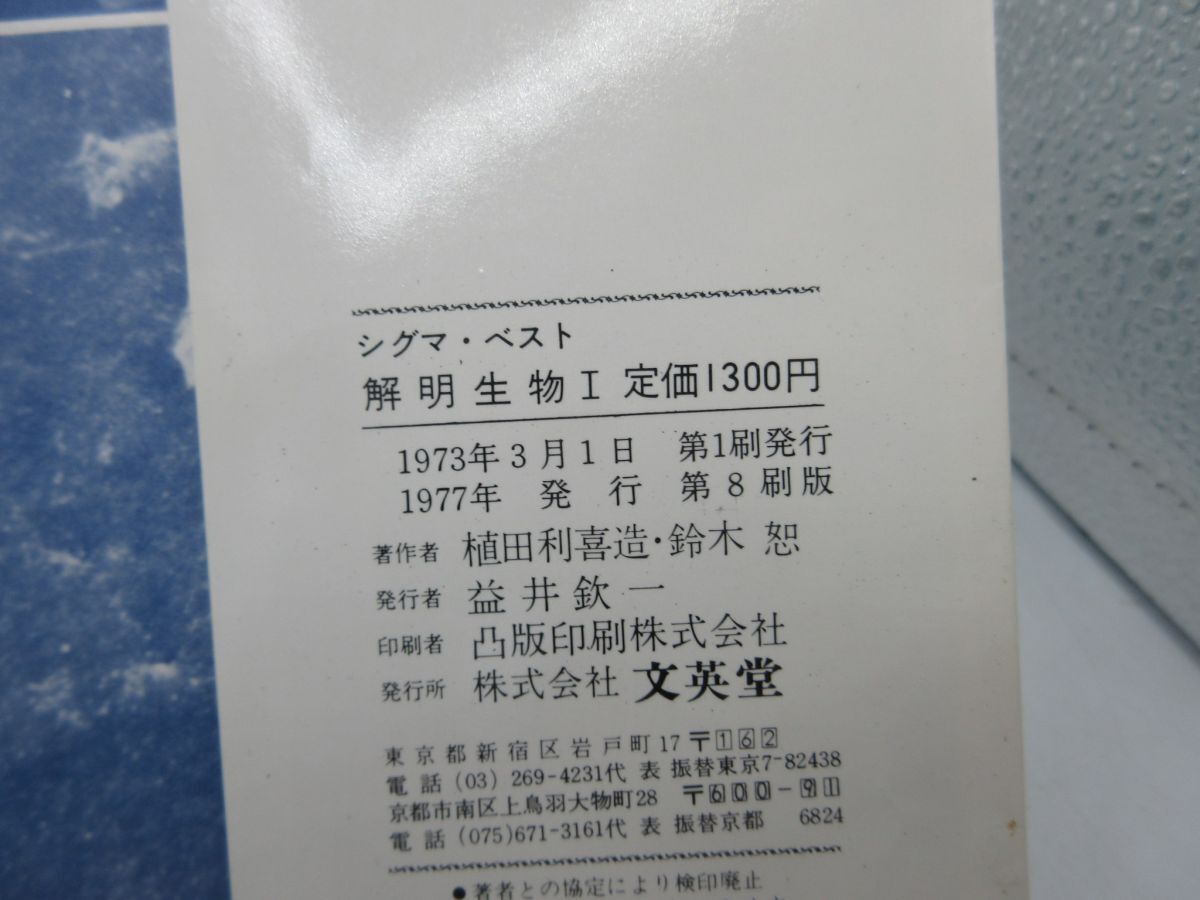 シグマ・ベスト
解明生物I 定価1300円
1973年3月1日 第1刷発行
1977年 発行 第8刷版
著作者 植田利喜造・鈴木 恕
発行者 益井欽一
印刷者 凸版印刷株式会社
発行所 株式会社 文英堂
東京都新宿区岩戸町17 〒162
電話 (03) 269-4231代表 振替東京7-82438
京都市南区上鳥羽大物町28 〒600-91
電話 (075)671-3161代表 振替京都 6824
●著者との協定により検印廃止